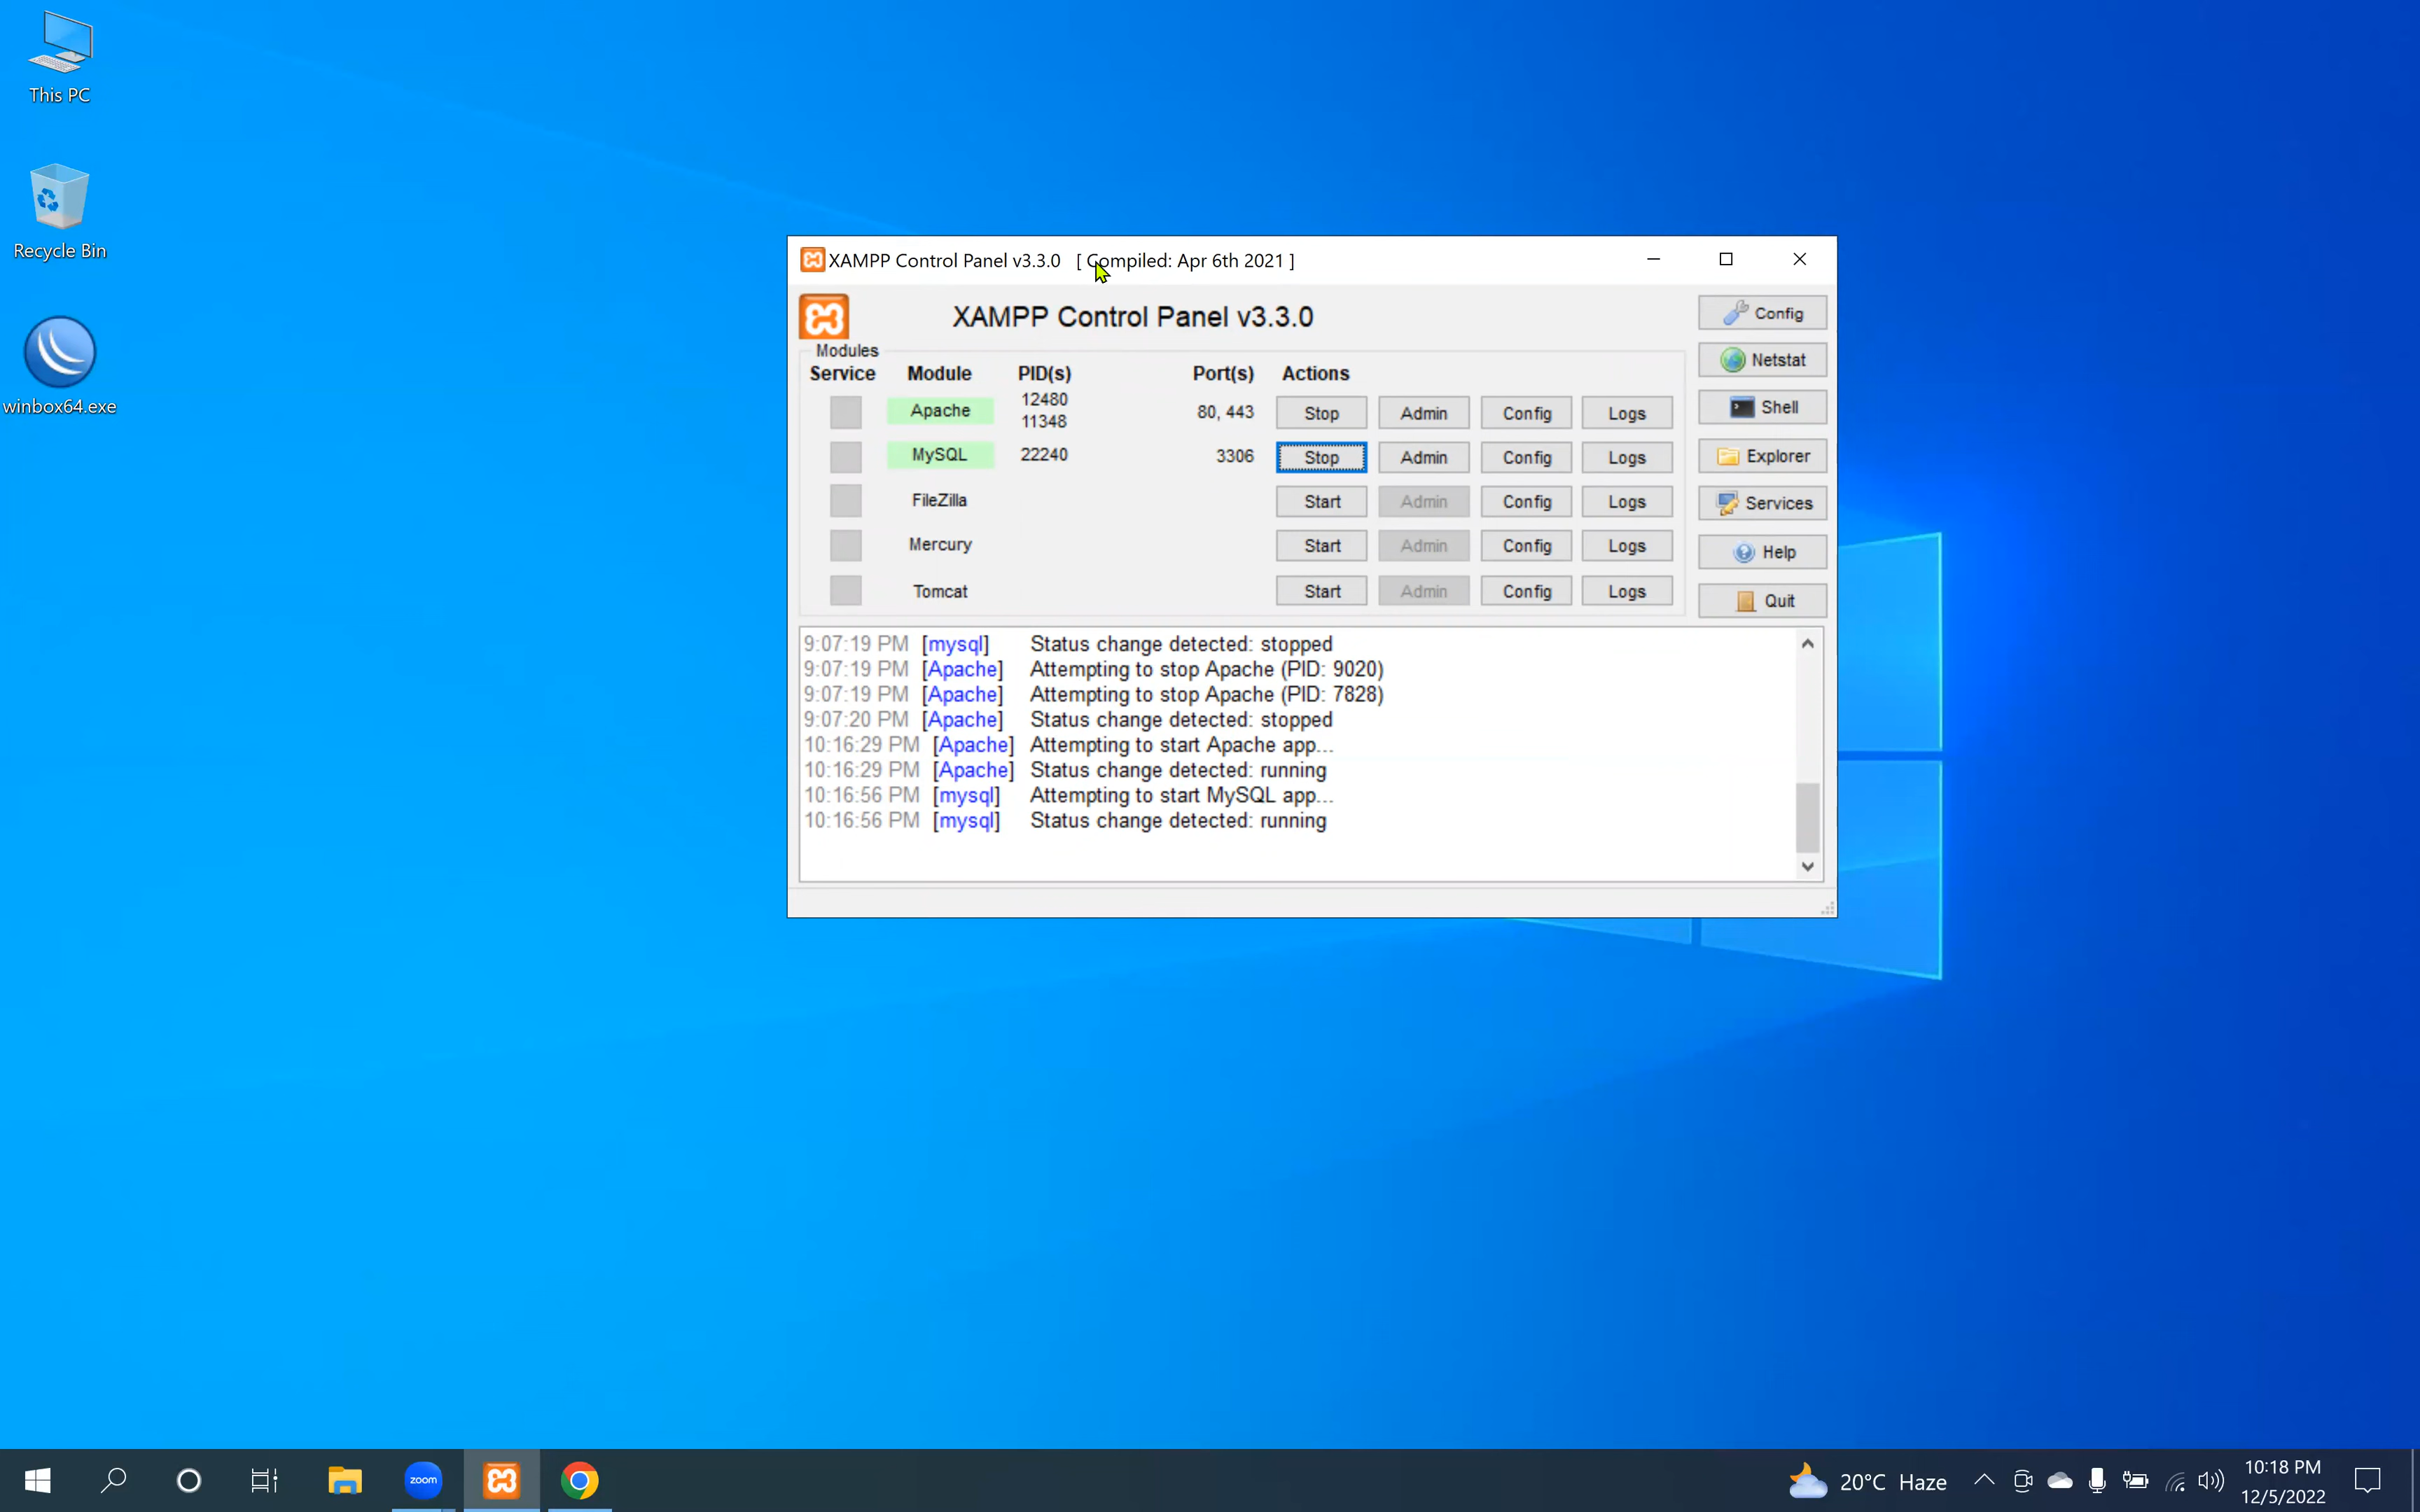 This PC
Recycle Bin
winbox64.exe
XAMPP Control Panel v3.3.0 [ Compiled: Apr 6th 2021 ]
XAMPP Control Panel v3.3.0
Config
Modules
Netstat
Service Module PID(s) Port(s) Actions
Apache 12480 11348 80, 443 Stop Admin Config Logs
Shell
MySQL 22240 3306 Stop Admin Config Logs
Explorer
FileZilla Start Admin Config Logs
Services
Mercury Start Admin Config Logs
Help
Tomcat Start Admin Config Logs
Quit
9:07:19 PM [mysql] Status change detected: stopped
9:07:19 PM [Apache] Attempting to stop Apache (PID: 9020)
9:07:19 PM [Apache] Attempting to stop Apache (PID: 7828)
9:07:20 PM [Apache] Status change detected: stopped
10:16:29 PM [Apache] Attempting to start Apache app...
10:16:29 PM [Apache] Status change detected: running
10:16:56 PM [mysql] Attempting to start MySQL app...
10:16:56 PM [mysql] Status change detected: running
zoom
20°C Haze
10:18 PM
12/5/2022